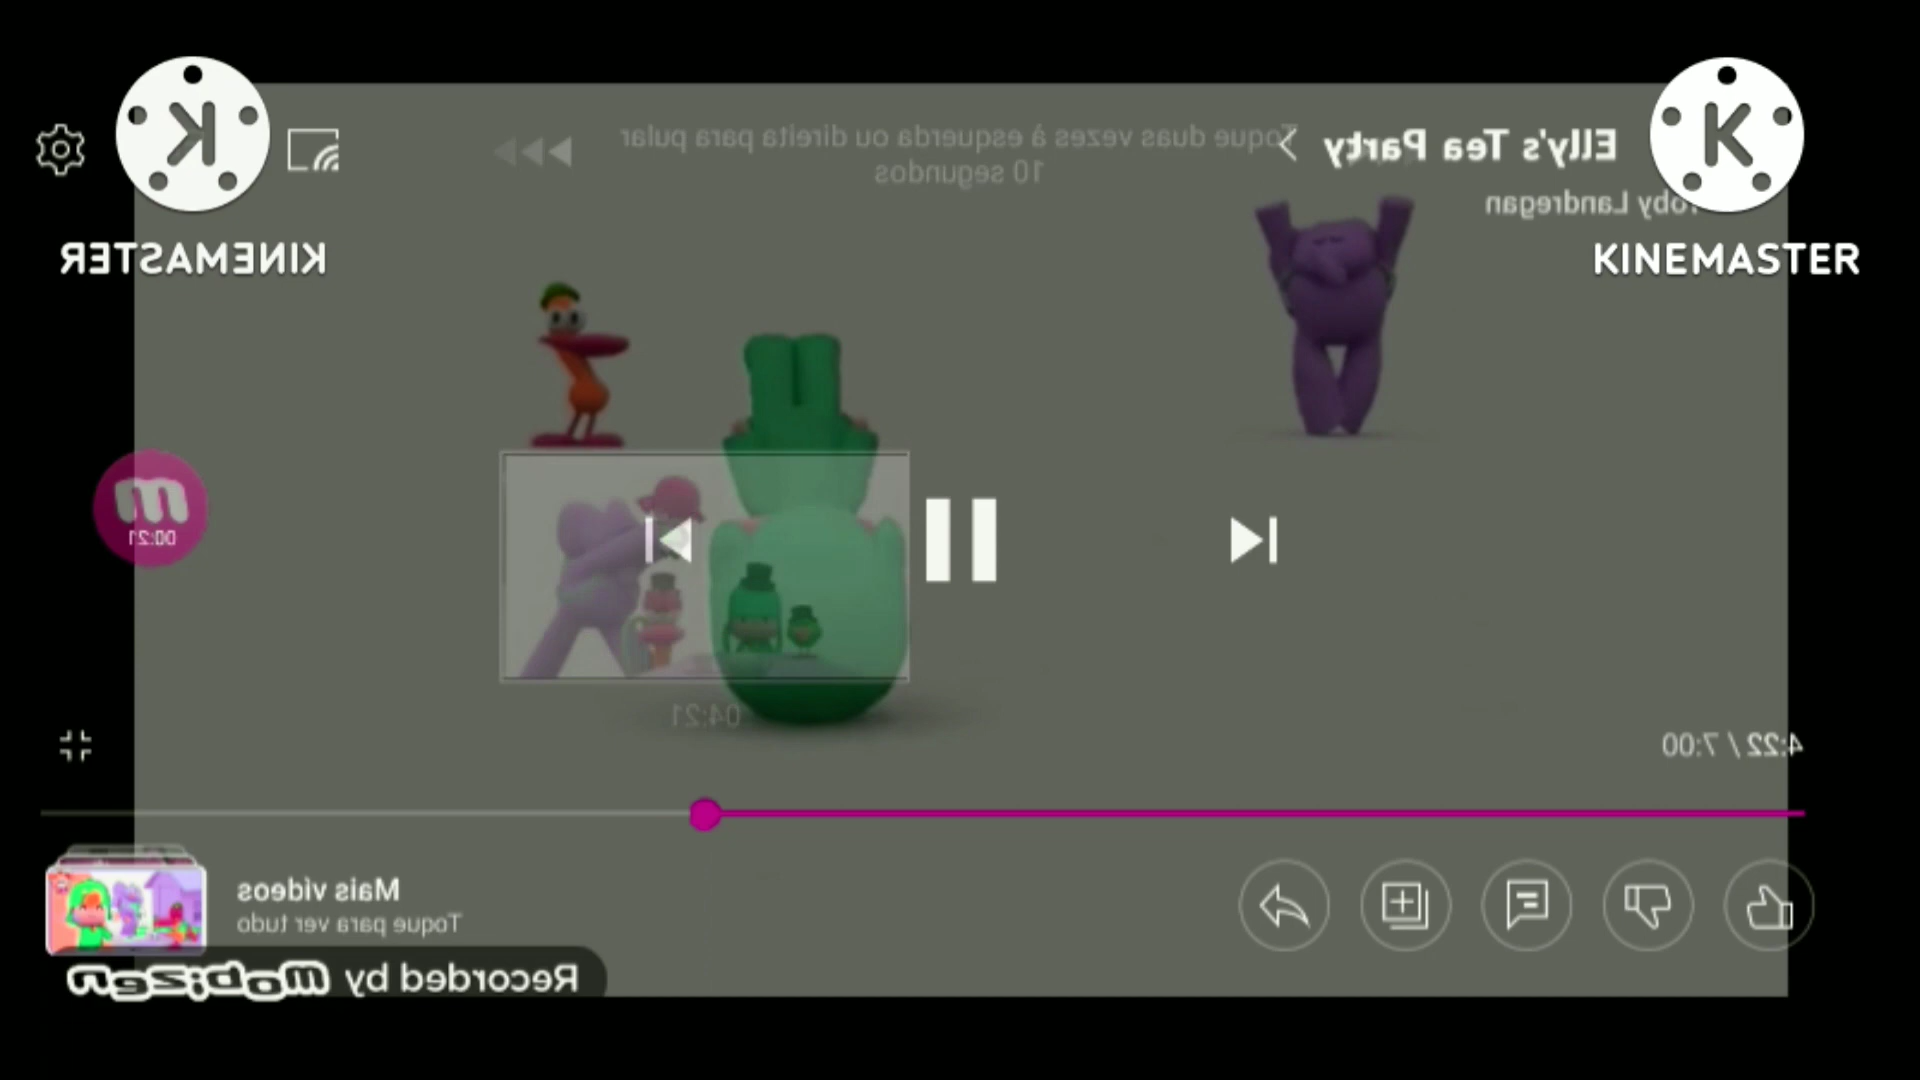 Toque duas vezes à esquerda ou direita para pular
10 segundos
Elly's Tea Party
Toby Landregan
KINEMASTER
KINEMASTER
m
00:21
04:21
4:22 / 7:00
Mais vídeos
Toque para ver tudo
Recorded by mobizen